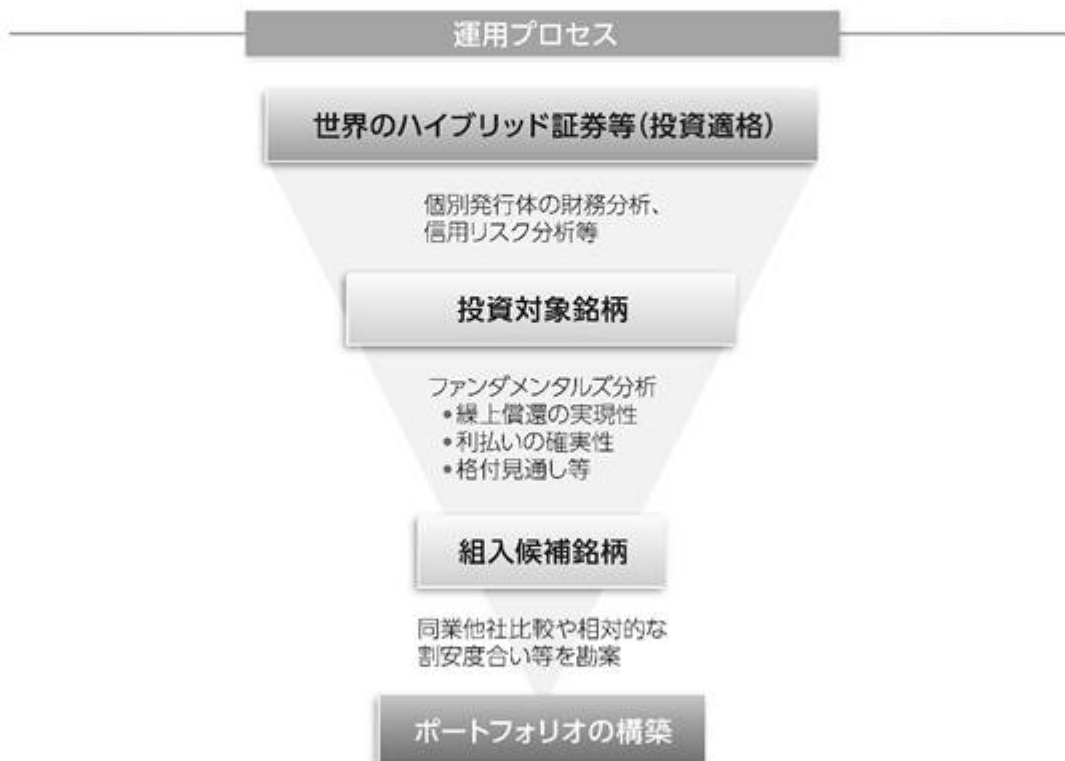 運用プロセス
世界のハイブリッド証券等(投資適格)
個別発行体の財務分析、
信用リスク分析等
投資対象銘柄
ファンダメンタルズ分析
•繰上償還の実現性
•利払いの確実性
•格付見通し等
組入候補銘柄
同業他社比較や相対的な
割安度合い等を勘案
ポートフォリオの構築